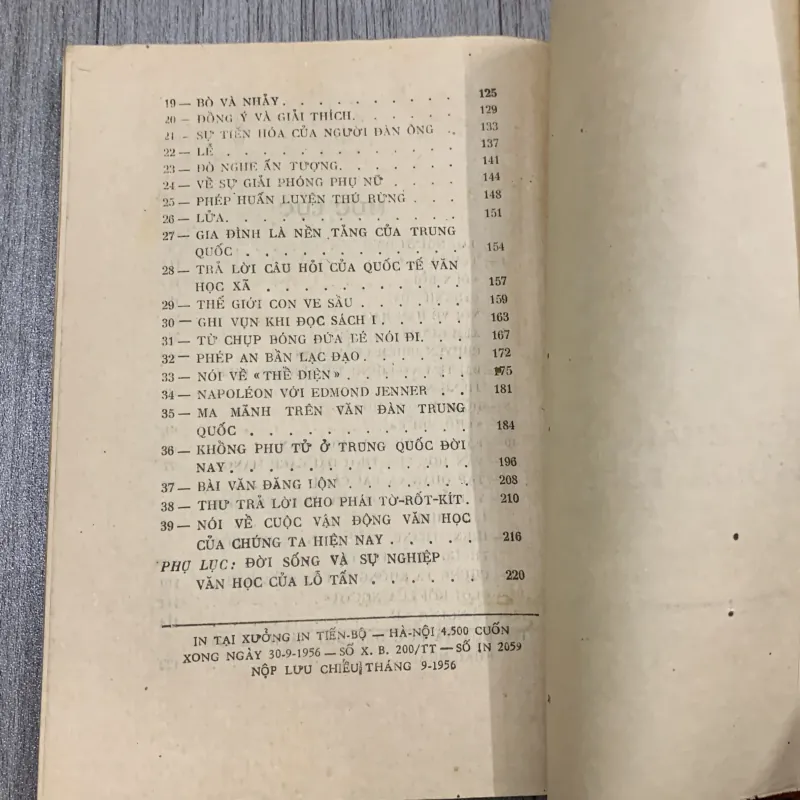 19 — BÒ VÀ NHẨY. . . . . . . . . . . 125
20 — ĐỒNG Ý VÀ GIẢI THÍCH. . . . . . . 129
21 — SỰ TIẾN HÓA CỦA NGƯỜI ĐÀN ÔNG . . 133
22 — LỄ . . . . . . . . . . . . . 137
23 — ĐỒ NGHE ẤN TƯỢNG. . . . . . . 141
24 — VỀ SỰ GIẢI PHÓNG PHỤ NỮ . . . . 144
25 — PHÉP HUẤN LUYỆN THÚ RỪNG . . . 148
26 — LỬA. . . . . . . . . . . . . 151
27 — GIA ĐÌNH LÀ NỀN TẢNG CỦA TRUNG
QUỐC . . . . . . . . . . . . 154
28 — TRẢ LỜI CÂU HỎI CỦA QUỐC TẾ VĂN
HỌC XÃ . . . . . . . . . . . 157
29 — THẾ GIỚI CON VE SẦU . . . . . . 159
30 — GHI VỤN KHI ĐỌC SÁCH I . . . . . 163
31 — TỪ CHỤP BÓNG ĐỨA BÉ NÓI ĐI. . . . 167
32 — PHÉP AN BẦN LẠC ĐẠO. . . . . . 172
33 — NÓI VỀ «THỂ DIỆN» . . . . . . . 175
34 — NAPOLÉON VỚI EDMOND JENNER . . 181
35 — MA MÃNH TRÊN VĂN ĐÀN TRUNG
QUỐC . . . . . . . . . . . . 184
36 — KHỔNG PHU TỬ Ở TRUNG QUỐC ĐỜI
NAY. . . . . . . . . . . . . 196
37 — BÀI VĂN ĐĂNG LỘN . . . . . . . 208
38 — THƯ TRẢ LỜI CHO PHÁI TỜ-RỐT-KÍT. 210
39 — NÓI VỀ CUỘC VẬN ĐỘNG VĂN HỌC
CỦA CHÚNG TA HIỆN NAY . . . . . 216
PHỤ LỤC: ĐỜI SỐNG VÀ SỰ NGHIỆP
VĂN HỌC CỦA LỖ TẤN . . . . . . 220
IN TẠI XƯỞNG IN TIẾN-BỘ — HÀ-NỘI 4.500 CUỐN
XONG NGÀY 30-9-1956 — SỐ X. B. 200/TT — SỐ IN 2059
NỘP LƯU CHIỂU THÁNG 9-1956